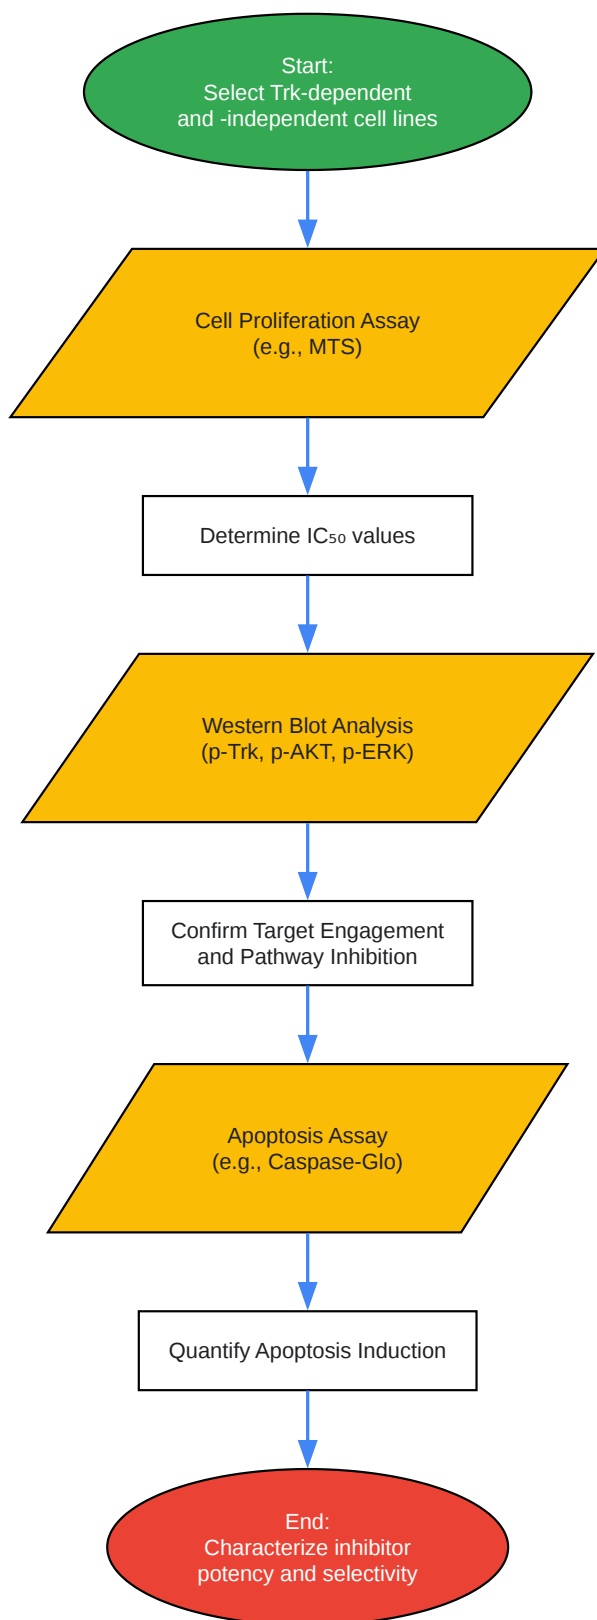 Start:
Select Trk-dependent
and -independent cell lines
Cell Proliferation Assay
(e.g., MTS)
Determine IC₅₀ values
Western Blot Analysis
(p-Trk, p-AKT, p-ERK)
Confirm Target Engagement
and Pathway Inhibition
Apoptosis Assay
(e.g., Caspase-Glo)
Quantify Apoptosis Induction
End:
Characterize inhibitor
potency and selectivity